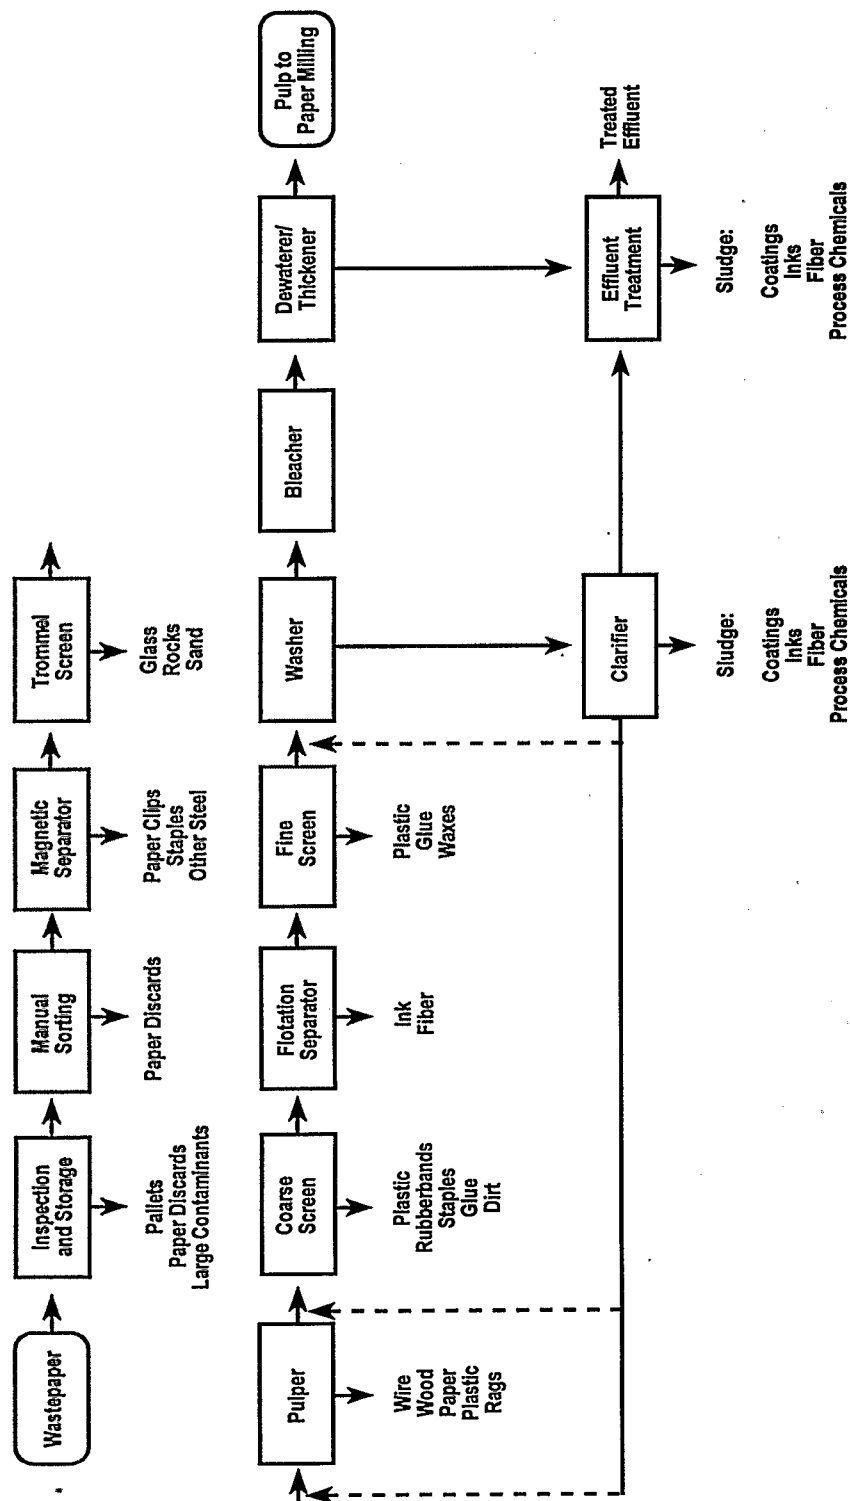 Wastepaper
Inspection
and Storage
Pallets
Paper Discards
Large Contaminants
Manual
Sorting
Paper Discards
Magnetic
Separator
Paper Clips
Staples
Other Steel
Trommel
Screen
Glass
Rocks
Sand
Pulper
Wire
Wood
Paper
Plastic
Rags
Coarse
Screen
Plastic
Rubberbands
Staples
Glue
Dirt
Flotation
Separator
Ink
Fiber
Fine
Screen
Plastic
Glue
Waxes
Washer
Bleacher
Dewaterer/
Thickener
Pulp to
Paper Milling
Clarifier
Sludge:
Coatings
Inks
Fiber
Process Chemicals
Effluent
Treatment
Treated
Effluent
Sludge:
Coatings
Inks
Fiber
Process Chemicals